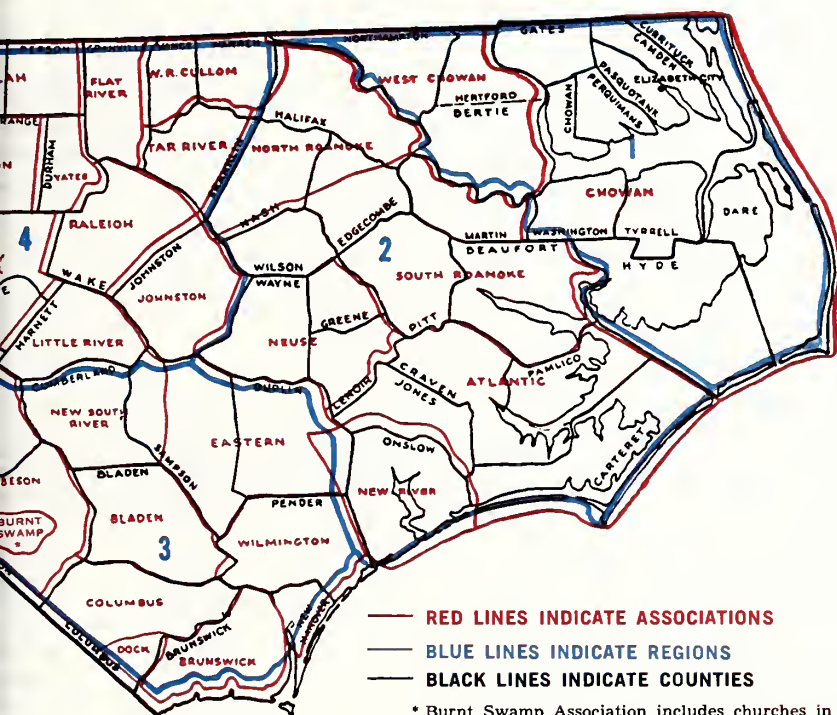 PERSON GRANVILLE VANCE WARREN NORTHAMPTON GATES
CURRITUCK
CAMDEN
PASQUOTANK
PERQUIMANS
ELIZABETH CITY
CHOWAN
1
FLAT
RIVER
W.R. CULLOM
WEST CHOWAN
HERTFORD
BERTIE
HALIFAX
TAR RIVER
NORTH ROANOKE
FRANKLIN
DURHAM
YATES
RALEIGH
NASH
EDGECOMBE
2
CHOWAN
DARE
MARTIN
WASHINGTON
TYRRELL
BEAUFORT
HYDE
4
WAKE
JOHNSTON
JOHNSTON
WILSON
WAYNE
SOUTH ROANOKE
HARNETT
LITTLE RIVER
NEUSE
GREENE
PITT
LENOIR
CRAVEN
JONES
ATLANTIC
PAMLICO
CUMBERLAND
DUPLIN
NEW SOUTH
RIVER
SAMPSON
EASTERN
ONSLOW
CARTERET
BLADEN
BLADEN
3
PENDER
NEW RIVER
WILMINGTON
BURNT
SWAMP
*
COLUMBUS
COLUMBUS
DOCK
BRUNSWICK
BRUNSWICK
NEW
HANOVER
RED LINES INDICATE ASSOCIATIONS
BLUE LINES INDICATE REGIONS
BLACK LINES INDICATE COUNTIES
* Burnt Swamp Association includes churches in